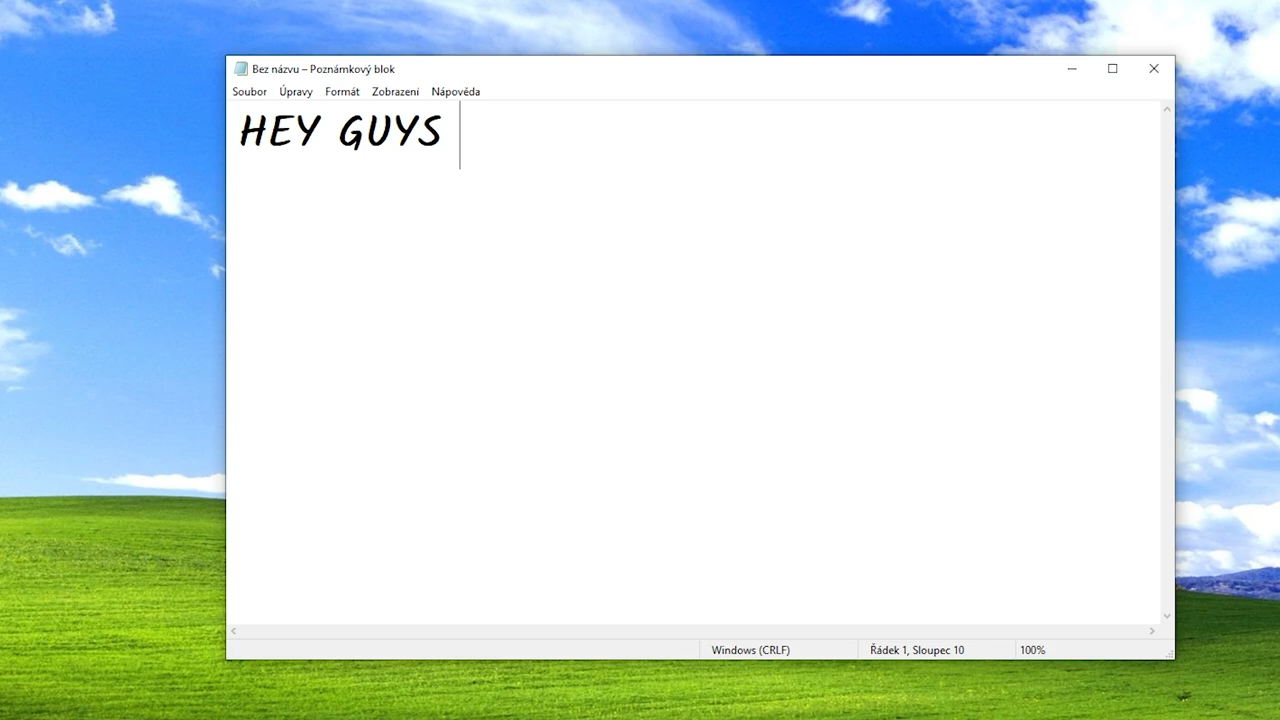 Bez názvu – Poznámkový blok
Soubor Úpravy Formát Zobrazení Nápověda
HEY GUYS
Windows (CRLF) Řádek 1, Sloupec 10 100%